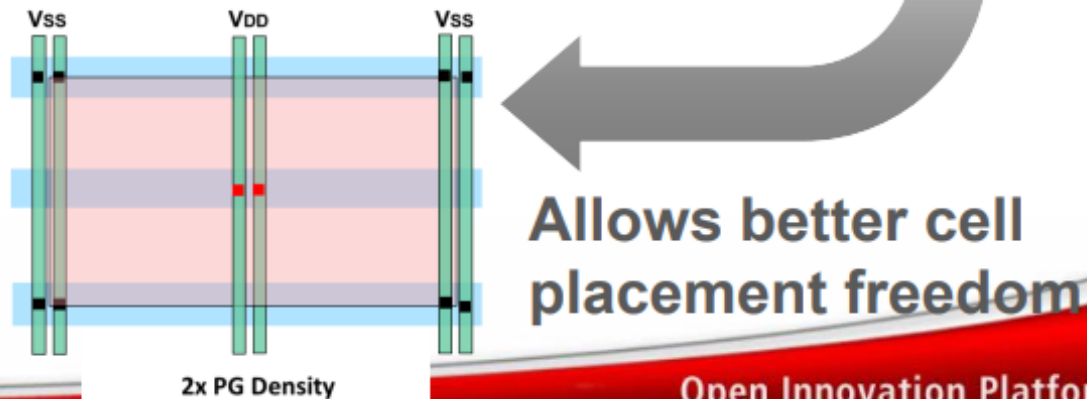 Vss VDD Vss
Allows better cell
placement freedom
2x PG Density
Open Innovation Platfor